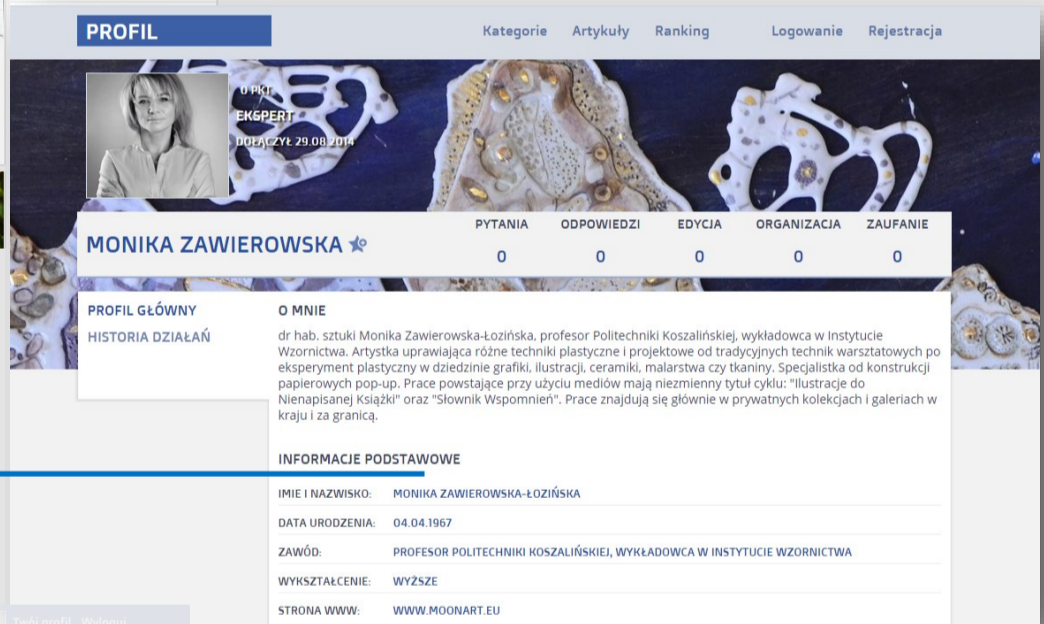 PROFIL
Kategorie Artykuły Ranking Logowanie Rejestracja
0 PKT
EKSPERT
DOŁĄCZYŁ 29.08.2014
MONIKA ZAWIEROWSKA
PYTANIA ODPOWIEDZI EDYCJA ORGANIZACJA ZAUFANIE
0 0 0 0 0
PROFIL GŁÓWNY
HISTORIA DZIAŁAŃ
O MNIE
dr hab. sztuki Monika Zawierowska-Łozińska, profesor Politechniki Koszalińskiej, wykładowca w Instytucie
Wzornictwa. Artystka uprawiająca różne techniki plastyczne i projektowe od tradycyjnych technik warsztatowych po
eksperyment plastyczny w dziedzinie grafiki, ilustracji, ceramiki, malarstwa czy tkaniny. Specjalistka od konstrukcji
papierowych pop-up. Prace powstające przy użyciu mediów mają niezmienny tytuł cyklu: "Ilustracje do
Nienapisanej Książki" oraz "Słownik Wspomnień". Prace znajdują się głównie w prywatnych kolekcjach i galeriach w
kraju i za granicą.
INFORMACJE PODSTAWOWE
IMIE I NAZWISKO: MONIKA ZAWIEROWSKA-ŁOZIŃSKA
DATA URODZENIA: 04.04.1967
ZAWÓD: PROFESOR POLITECHNIKI KOSZALIŃSKIEJ, WYKŁADOWCA W INSTYTUCIE WZORNICTWA
WYKSZTAŁCENIE: WYŻSZE
STRONA WWW: WWW.MOONART.EU
Twój profil Wyloguj